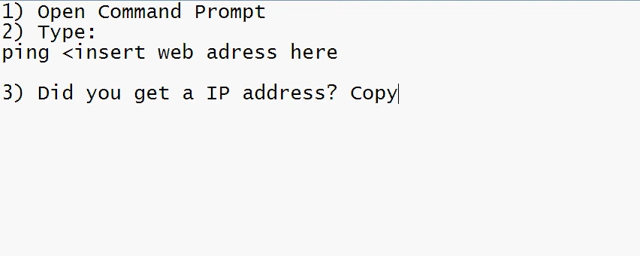 1) Open Command Prompt
2) Type:
ping <insert web adress here
3) Did you get a IP address? Copy